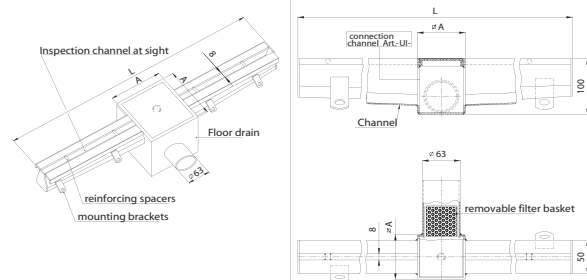 Inspection channel at sight
L
A
A
8
Floor drain
⌀63
reinforcing spacers
mounting brackets
L
⌀ A
connection
channel Art.-UI-
100
Channel
⌀ 63
removable filter basket
8
⌀A
50